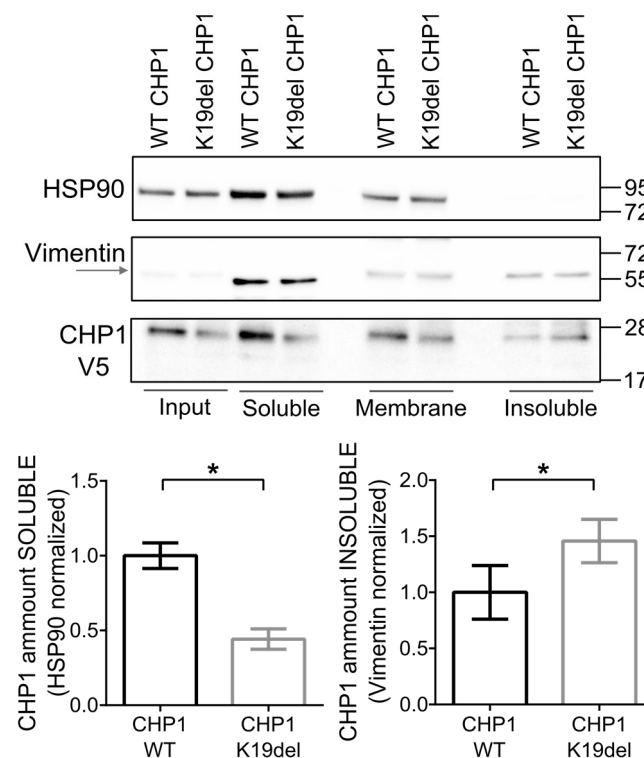 WT CHP1
K19del CHP1
WT CHP1
K19del CHP1
WT CHP1
K19del CHP1
WT CHP1
K19del CHP1
HSP90
95
72
Vimentin
72
55
CHP1
V5
28
17
Input
Soluble
Membrane
Insoluble
CHP1 ammount SOLUBLE
(HSP90 normalized)
1.5
1.0
0.5
0.0
*
CHP1
WT
CHP1
K19del
CHP1 ammount INSOLUBLE
(Vimentin normalized)
2.0
1.5
1.0
0.5
0.0
*
CHP1
WT
CHP1
K19del